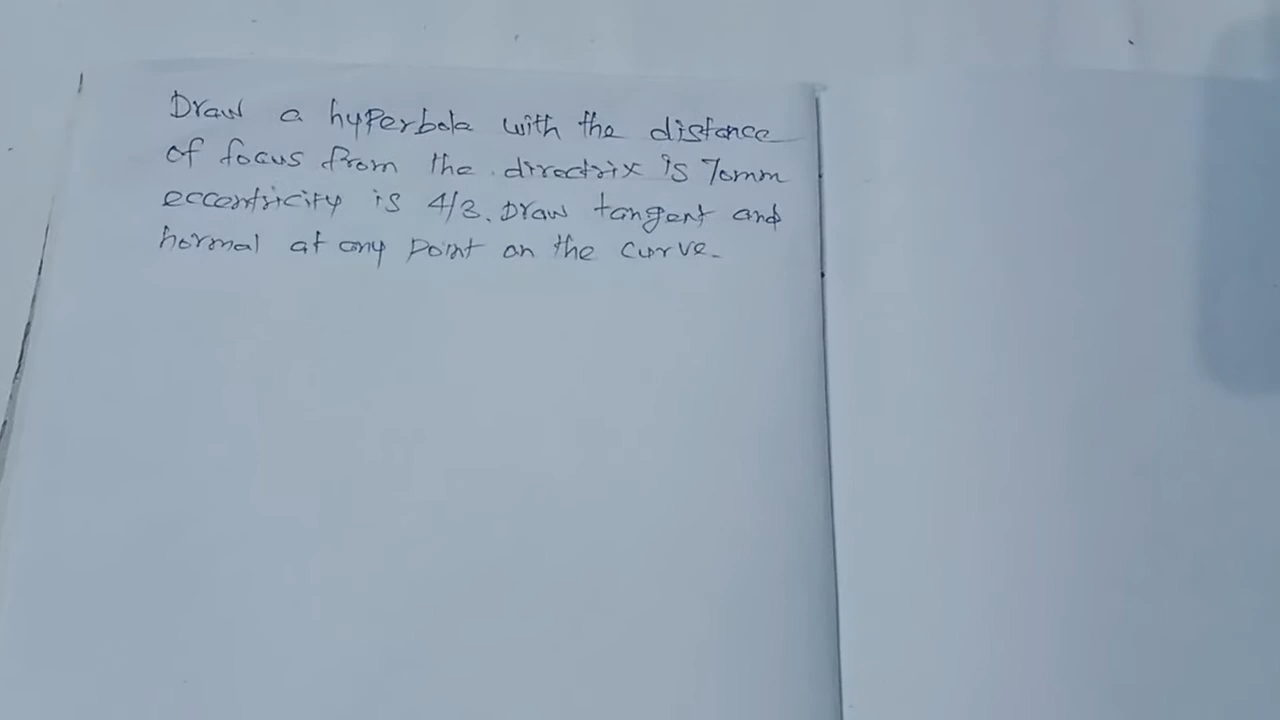 Draw a hyperbola with the distance
of focus from the directrix is 70mm
eccentricity is 4/3. Draw tangent and
normal at any point on the curve.